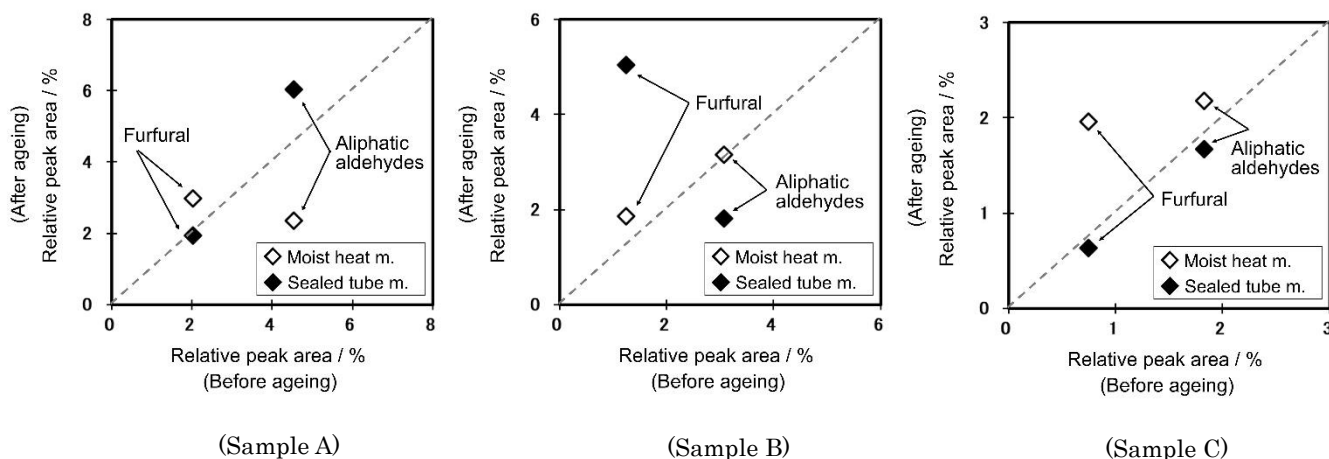 (After ageing)
Relative peak area / %
8
6
4
2
0
Furfural
Aliphatic
aldehydes
Moist heat m.
Sealed tube m.
0
2
4
6
8
Relative peak area / %
(Before ageing)
(Sample A)
(After ageing)
Relative peak area / %
6
4
2
0
Furfural
Aliphatic
aldehydes
Moist heat m.
Sealed tube m.
0
2
4
6
Relative peak area / %
(Before ageing)
(Sample B)
(After ageing)
Relative peak area / %
3
2
1
0
Aliphatic
aldehydes
Furfural
Moist heat m.
Sealed tube m.
0
1
2
3
Relative peak area / %
(Before ageing)
(Sample C)